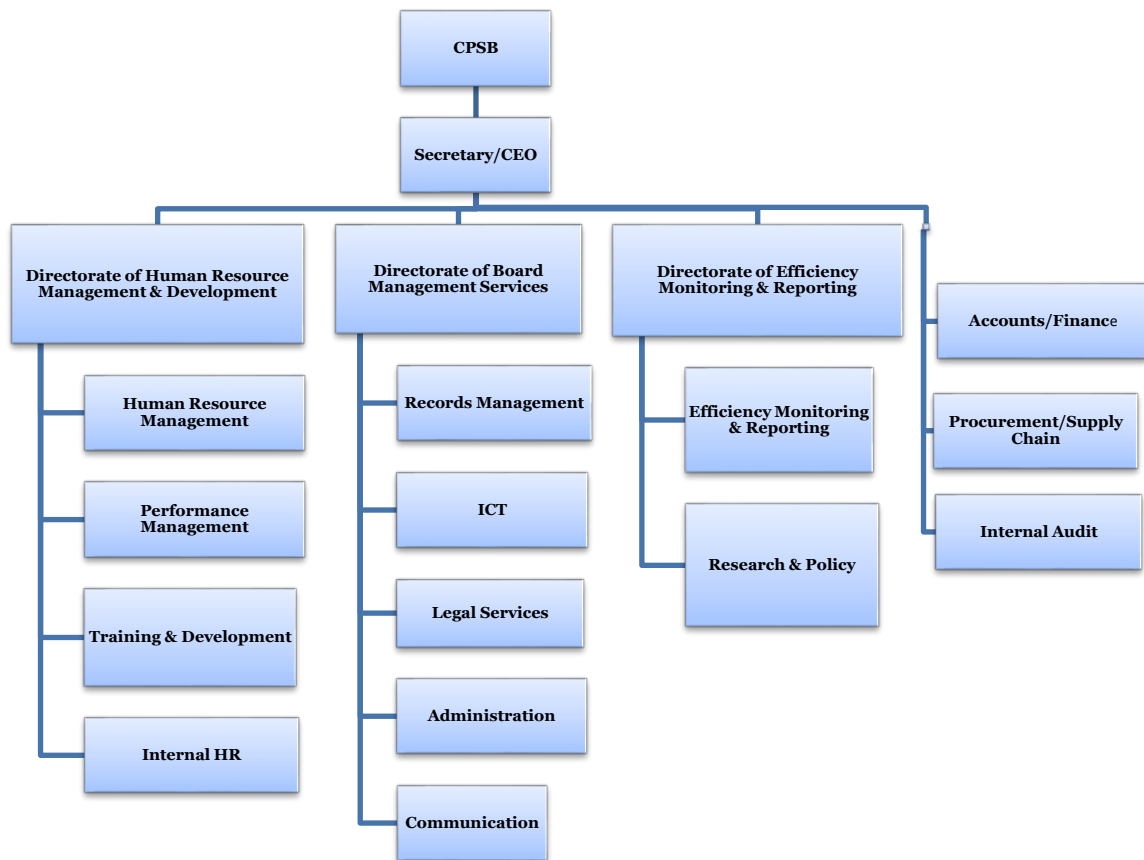 CPSB
Secretary/CEO
Directorate of Human Resource
Management & Development
Human Resource
Management
Performance
Management
Training & Development
Internal HR
Directorate of Board
Management Services
Records Management
ICT
Legal Services
Administration
Communication
Directorate of Efficiency
Monitoring & Reporting
Efficiency Monitoring
& Reporting
Research & Policy
Accounts/Finance
Procurement/Supply
Chain
Internal Audit